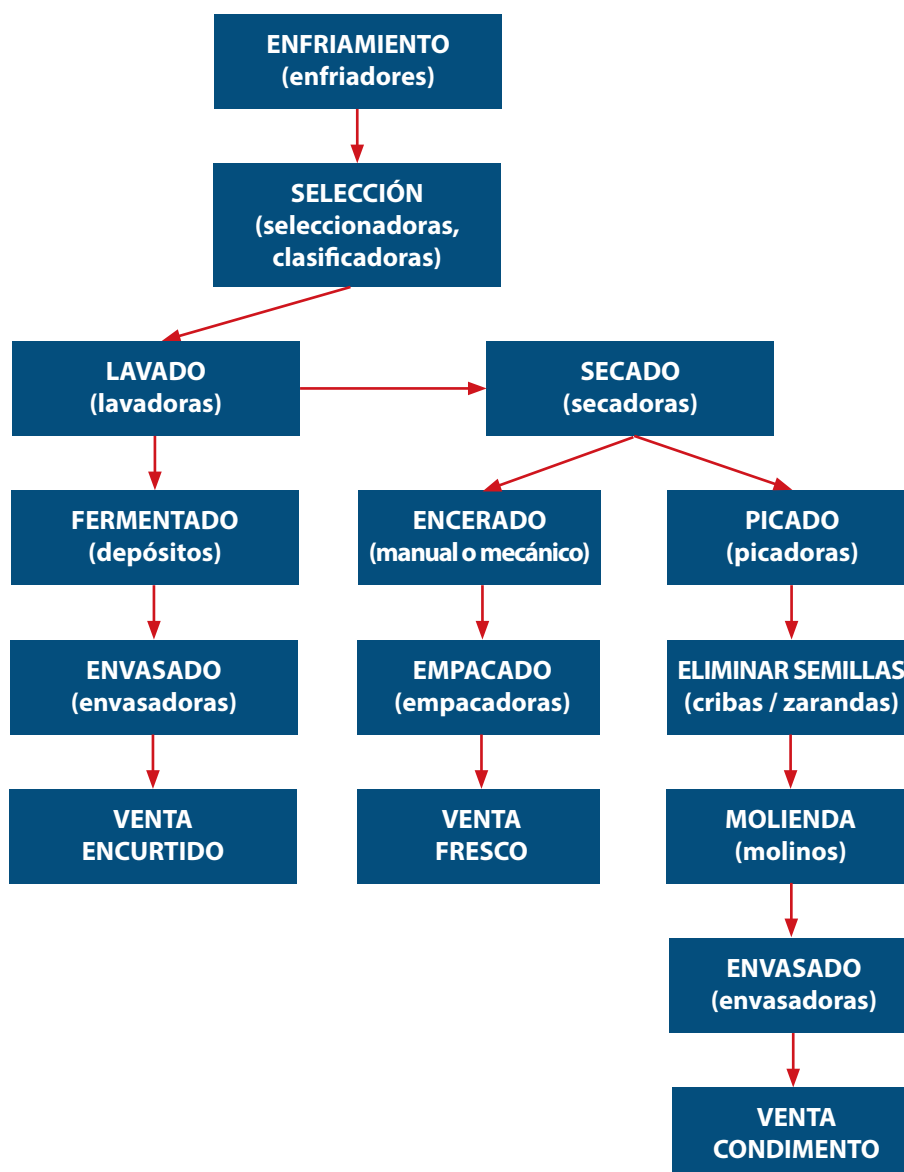 ENFRIAMIENTO
(enfriadores)
SELECCIÓN
(seleccionadoras,
clasificadoras)
LAVADO
(lavadoras)
SECADO
(secadoras)
FERMENTADO
(depósitos)
ENCERADO
(manual o mecánico)
PICADO
(picadoras)
ENVASADO
(envasadoras)
EMPACADO
(empacadoras)
ELIMINAR SEMILLAS
(cribas / zarandas)
VENTA
ENCURTIDO
VENTA
FRESCO
MOLIENDA
(molinos)
ENVASADO
(envasadoras)
VENTA
CONDIMENTO